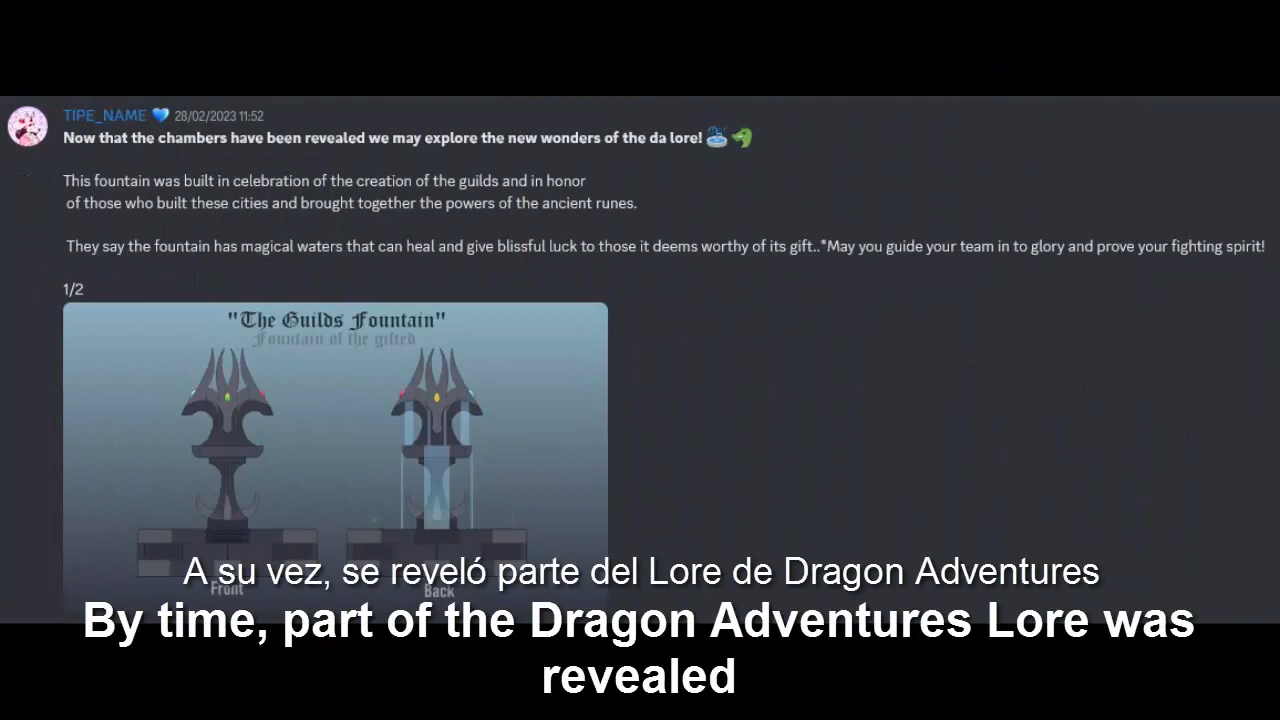 TIPE_NAME 28/02/2023 11:52
Now that the chambers have been revealed we may explore the new wonders of the da lore!
This fountain was built in celebration of the creation of the guilds and in honor
of those who built these cities and brought together the powers of the ancient runes.
They say the fountain has magical waters that can heal and give blissful luck to those it deems worthy of its gift..*May you guide your team in to glory and prove your fighting spirit!
1/2
"The Guilds Fountain"
Fountain of the gifted
A su vez, se reveló parte del Lore de Dragon Adventures
Front Back
By time, part of the Dragon Adventures Lore was
revealed